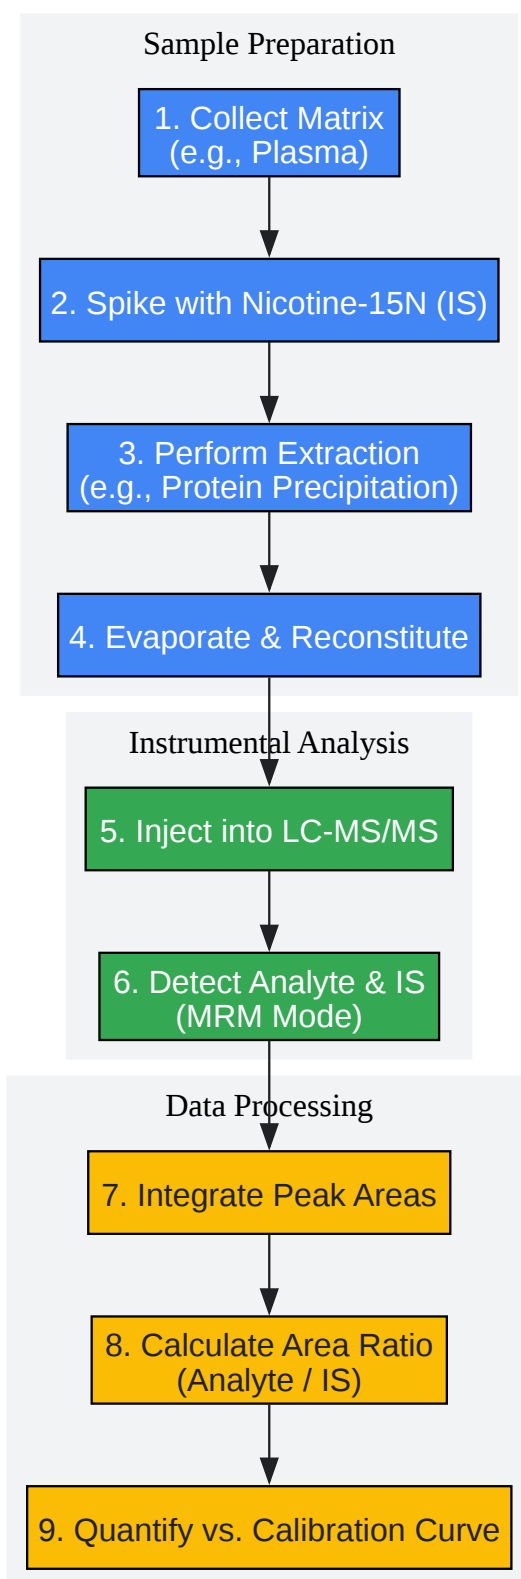 Sample Preparation
1. Collect Matrix
(e.g., Plasma)
2. Spike with Nicotine-15N (IS)
3. Perform Extraction
(e.g., Protein Precipitation)
4. Evaporate & Reconstitute
Instrumental Analysis
5. Inject into LC-MS/MS
6. Detect Analyte & IS
(MRM Mode)
Data Processing
7. Integrate Peak Areas
8. Calculate Area Ratio
(Analyte / IS)
9. Quantify vs. Calibration Curve